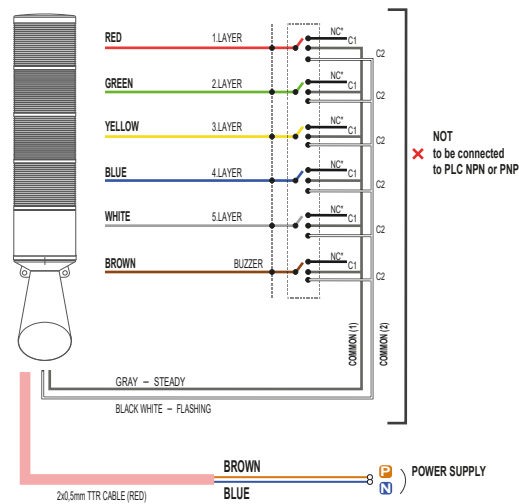 RED 1.LAYER NC* C1 C2
GREEN 2.LAYER NC* C1 C2
YELLOW 3.LAYER NC* C1 C2
BLUE 4.LAYER NC* C1 C2
WHITE 5.LAYER NC* C1 C2
BROWN BUZZER NC* C1 C2
NOT
to be connected
to PLC NPN or PNP
COMMON (1)
COMMON (2)
GRAY – STEADY
BLACK WHITE – FLASHING
BROWN
BLUE
2x0,5mm TTR CABLE (RED)
P
N
POWER SUPPLY